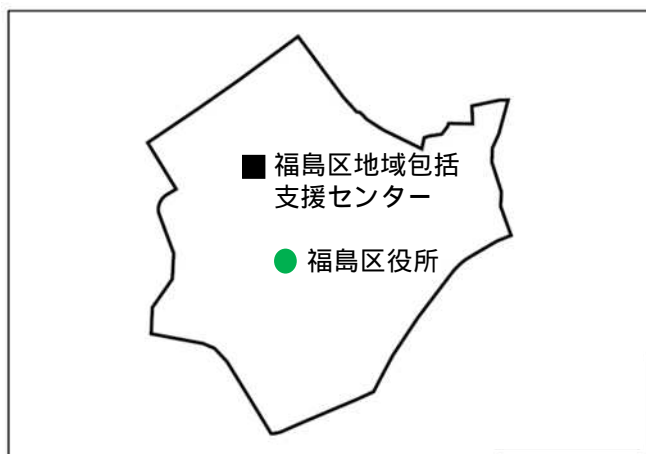 福島区地域包括
支援センター
福島区役所